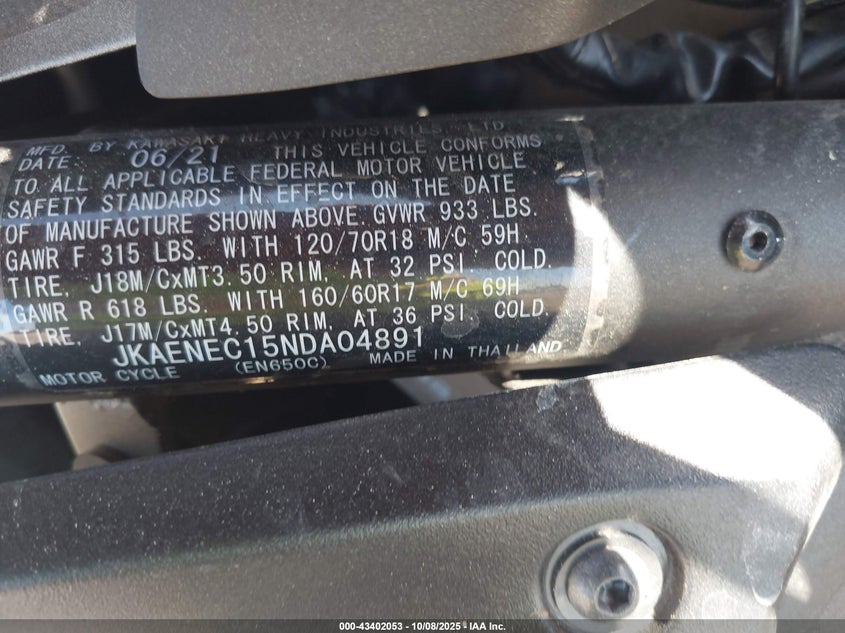 MFD. BY KAWASAKI HEAVY INDUSTRIES, LTD.
DATE: 06/21 THIS VEHICLE CONFORMS
TO ALL APPLICABLE FEDERAL MOTOR VEHICLE
SAFETY STANDARDS IN EFFECT ON THE DATE
OF MANUFACTURE SHOWN ABOVE. GVWR 933 LBS.
GAWR F 315 LBS. WITH 120/70R18 M/C 59H
TIRE, J18M/CxMT3.50 RIM, AT 32 PSI, COLD.
GAWR R 618 LBS. WITH 160/60R17 M/C 69H
TIRE, J17M/CxMT4.50 RIM, AT 36 PSI, COLD.
JKAENEC15NDA04891
MOTOR CYCLE (EN650C) MADE IN THAILAND
000-43402053 - 10/08/2025 - IAA Inc.